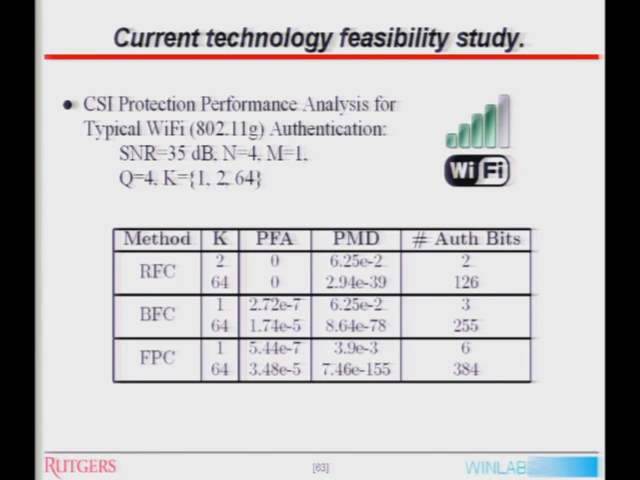 Current technology feasibility study.
• CSI Protection Performance Analysis for
Typical WiFi (802.11g) Authentication:
SNR=35 dB, N=4, M=1,
Q=4, K={1, 2, 64}
Wi Fi
Method K PFA PMD # Auth Bits
RFC 2 0 6.25e-2 2
64 0 2.94e-39 126
BFC 1 2.72e-7 6.25e-2 3
64 1.74e-5 8.64e-78 255
FPC 1 5.44e-7 3.9e-3 6
64 3.48e-5 7.46e-155 384
RUTGERS [63] WINLAB